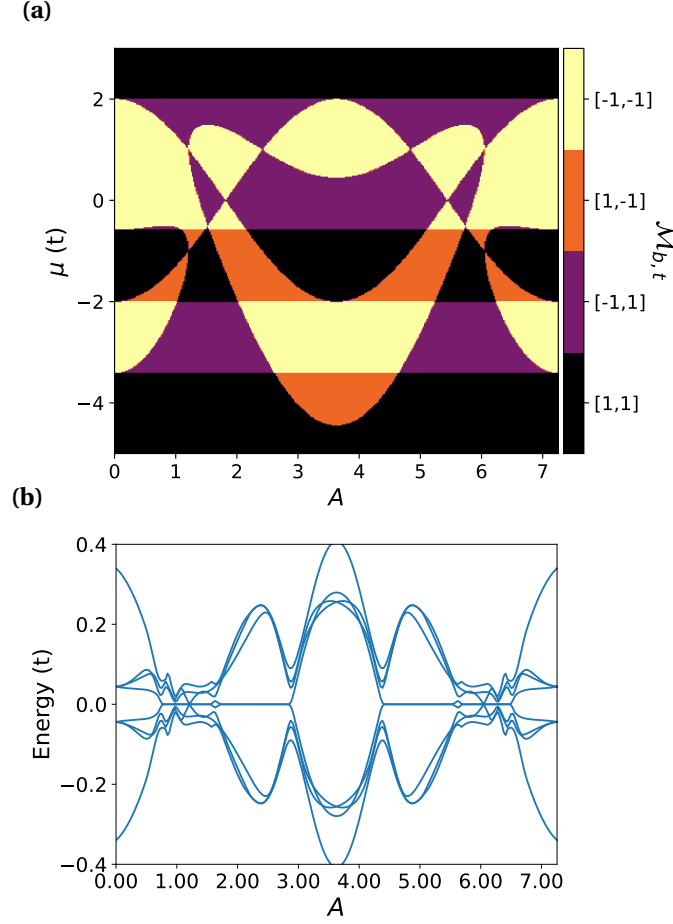 (a)
2
0
−2
−4
μ (t)
0 1 2 3 4 5 6 7
A
[-1,-1]
[1,-1]
[-1,1]
[1,1]
ℳb,t
(b)
0.4
0.2
0.0
−0.2
−0.4
Energy (t)
0.00 1.00 2.00 3.00 4.00 5.00 6.00 7.00
A